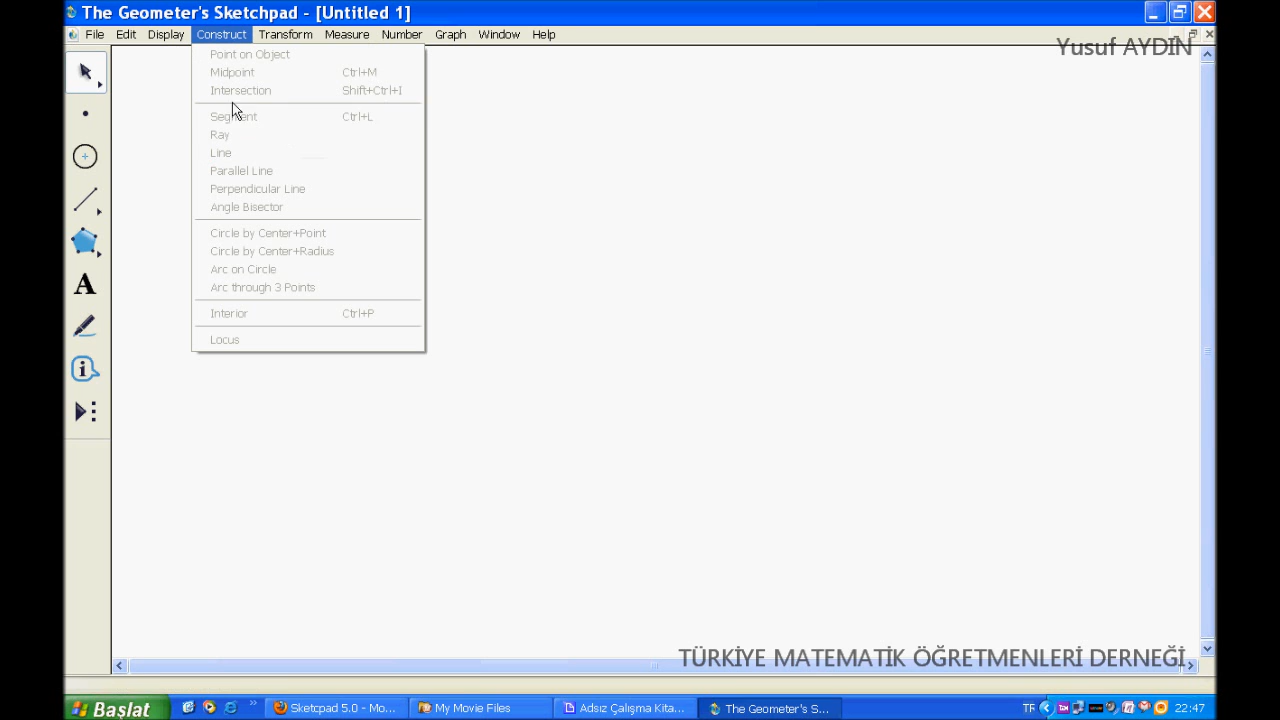 The Geometer's Sketchpad - [Untitled 1]
File Edit Display Construct Transform Measure Number Graph Window Help
Yusuf AYDIN
Point on Object
Midpoint Ctrl+M
Intersection Shift+Ctrl+I
Segment Ctrl+L
Ray
Line
Parallel Line
Perpendicular Line
Angle Bisector
Circle by Center+Point
Circle by Center+Radius
Arc on Circle
Arc through 3 Points
Interior Ctrl+P
Locus
A
TÜRKİYE MATEMATİK ÖĞRETMENLERİ DERNEĞİ
Başlat Sketcpad 5.0 - Mo... My Movie Files Adsız Çalışma Kita... The Geometer's S... TR 22:47